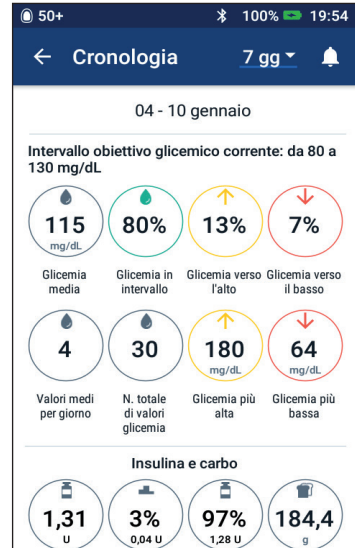 50+ 100% 19:54
Cronologia 7 gg
04 - 10 gennaio
Intervallo obiettivo glicemico corrente: da 80 a
130 mg/dL
115 80% 13% 7%
mg/dL
Glicemia Glicemia in Glicemia verso Glicemia verso
media intervallo l'alto il basso
4 30 180 64
mg/dL mg/dL
Valori medi N. totale Glicemia più Glicemia più
per giorno di valori alta bassa
glicemia
Insulina e carbo
1,31 3% 97% 184,4
U 0,04 U 1,28 U g